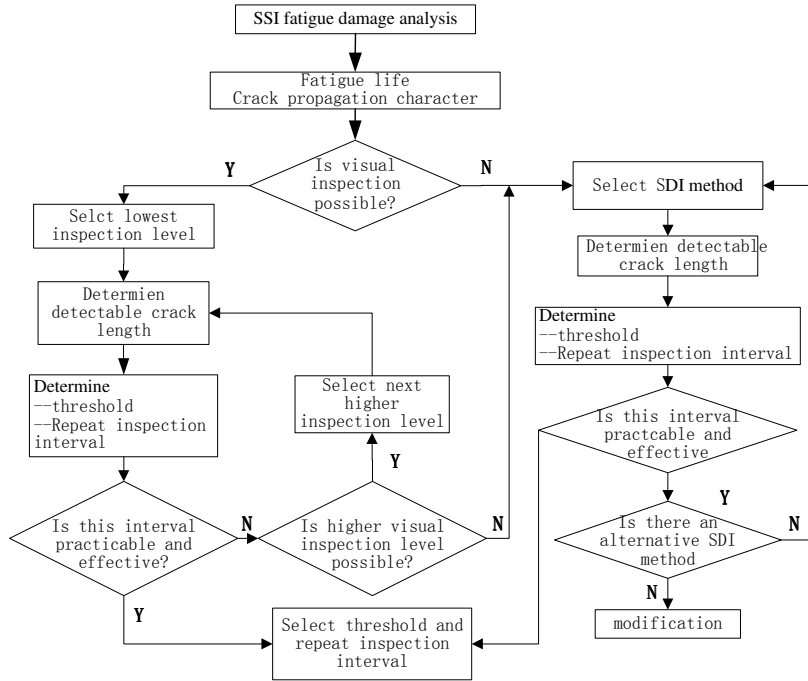 SSI fatigue damage analysis
Fatigue life
Crack propagation character
Is visual
inspection
possible?
Y
N
Selct lowest
inspection level
Determien
detectable crack
length
Determine
--threshold
--Repeat inspection
interval
Is this interval
practicable and
effective?
N
Y
Select next
higher
inspection level
Y
Is higher visual
inspection level
possible?
N
Select threshold and
repeat inspection
interval
Select SDI method
Determien detectable
crack length
Determine
--threshold
--Repeat inspection interval
Is this interval
practcable and
effective
Y
Is there an
alternative SDI
method
N
N
modification